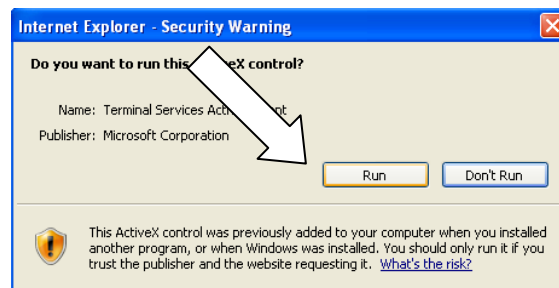 Internet Explorer - Security Warning
Do you want to run this ActiveX control?
Name: Terminal Services
Publisher: Microsoft Corporation
Run Don't Run
This ActiveX control was previously added to your computer when you installed
another program, or when Windows was installed. You should only run it if you
trust the publisher and the website requesting it. What's the risk?